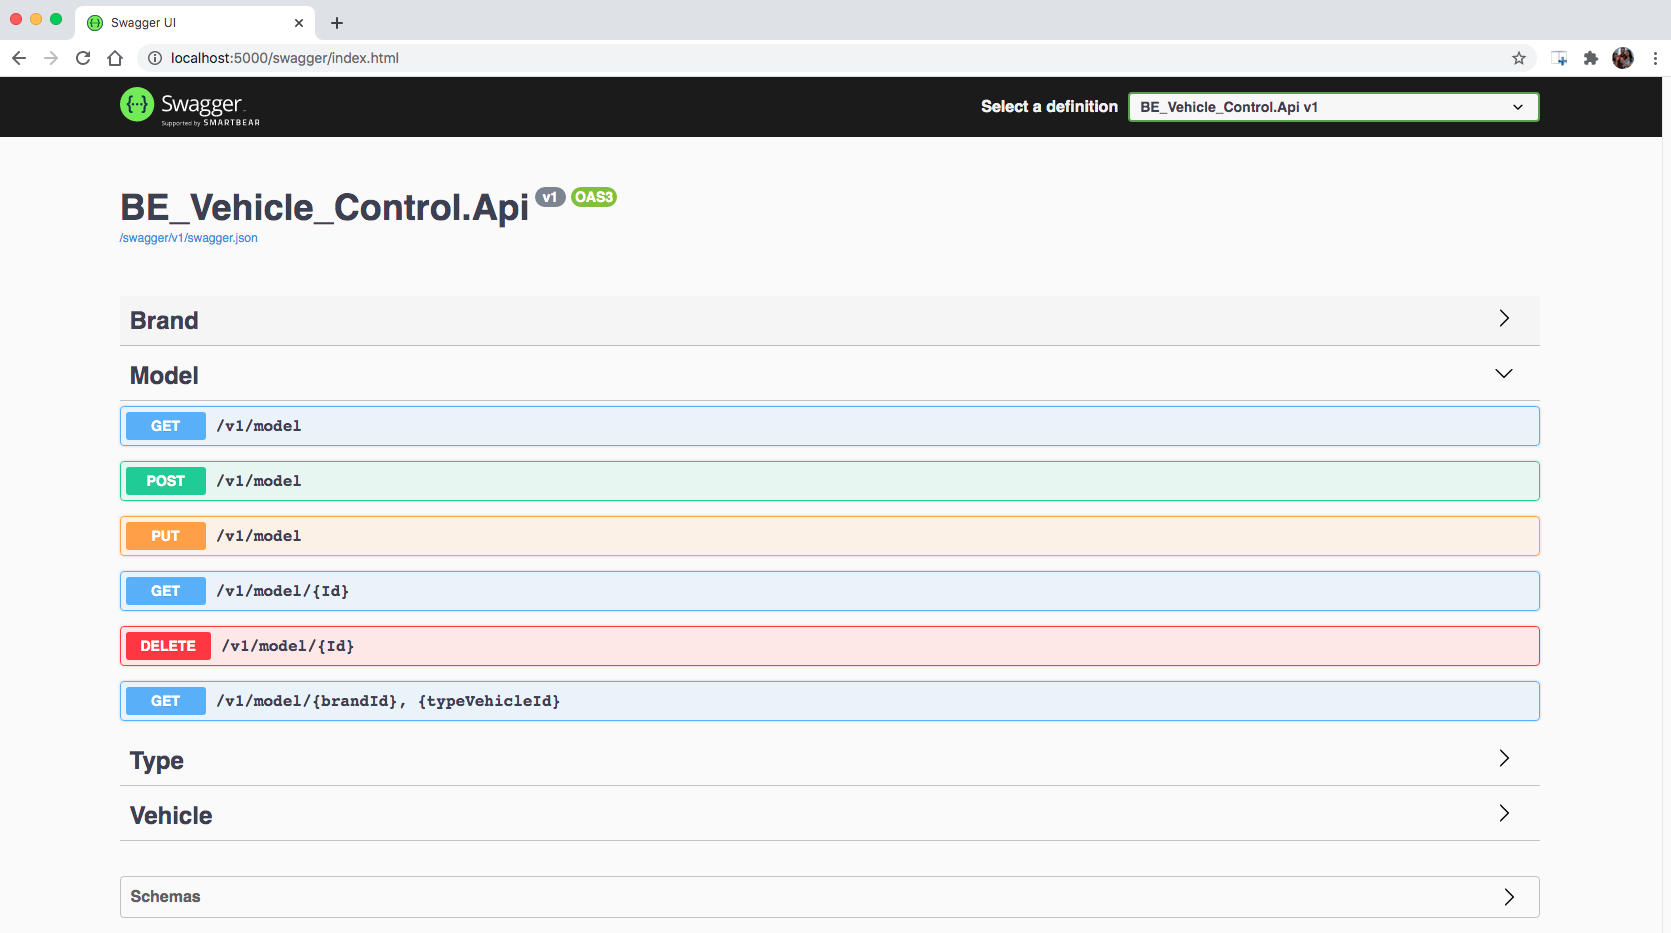 Swagger UI
localhost:5000/swagger/index.html
Swagger
Supported by SMARTBEAR
Select a definition
BE_Vehicle_Control.Api v1
BE_Vehicle_Control.Api v1 OAS3
/swagger/v1/swagger.json
Brand
Model
GET /v1/model
POST /v1/model
PUT /v1/model
GET /v1/model/{Id}
DELETE /v1/model/{Id}
GET /v1/model/{brandId}, {typeVehicleId}
Type
Vehicle
Schemas